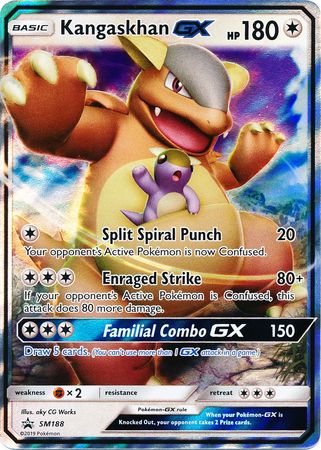 BASIC Kangaskhan GX HP 180
Split Spiral Punch 20
Your opponent's Active Pokémon is now Confused.
Enraged Strike 80+
If your opponent's Active Pokémon is Confused, this
attack does 80 more damage.
Familial Combo GX 150
Draw 5 cards. (You can't use more than 1 GX attack in a game.)
weakness × 2 resistance retreat
Illus. aky CG Works
SM188
©2019 Pokémon
Pokémon-GX rule
When your Pokémon-GX is
Knocked Out, your opponent takes 2 Prize cards.